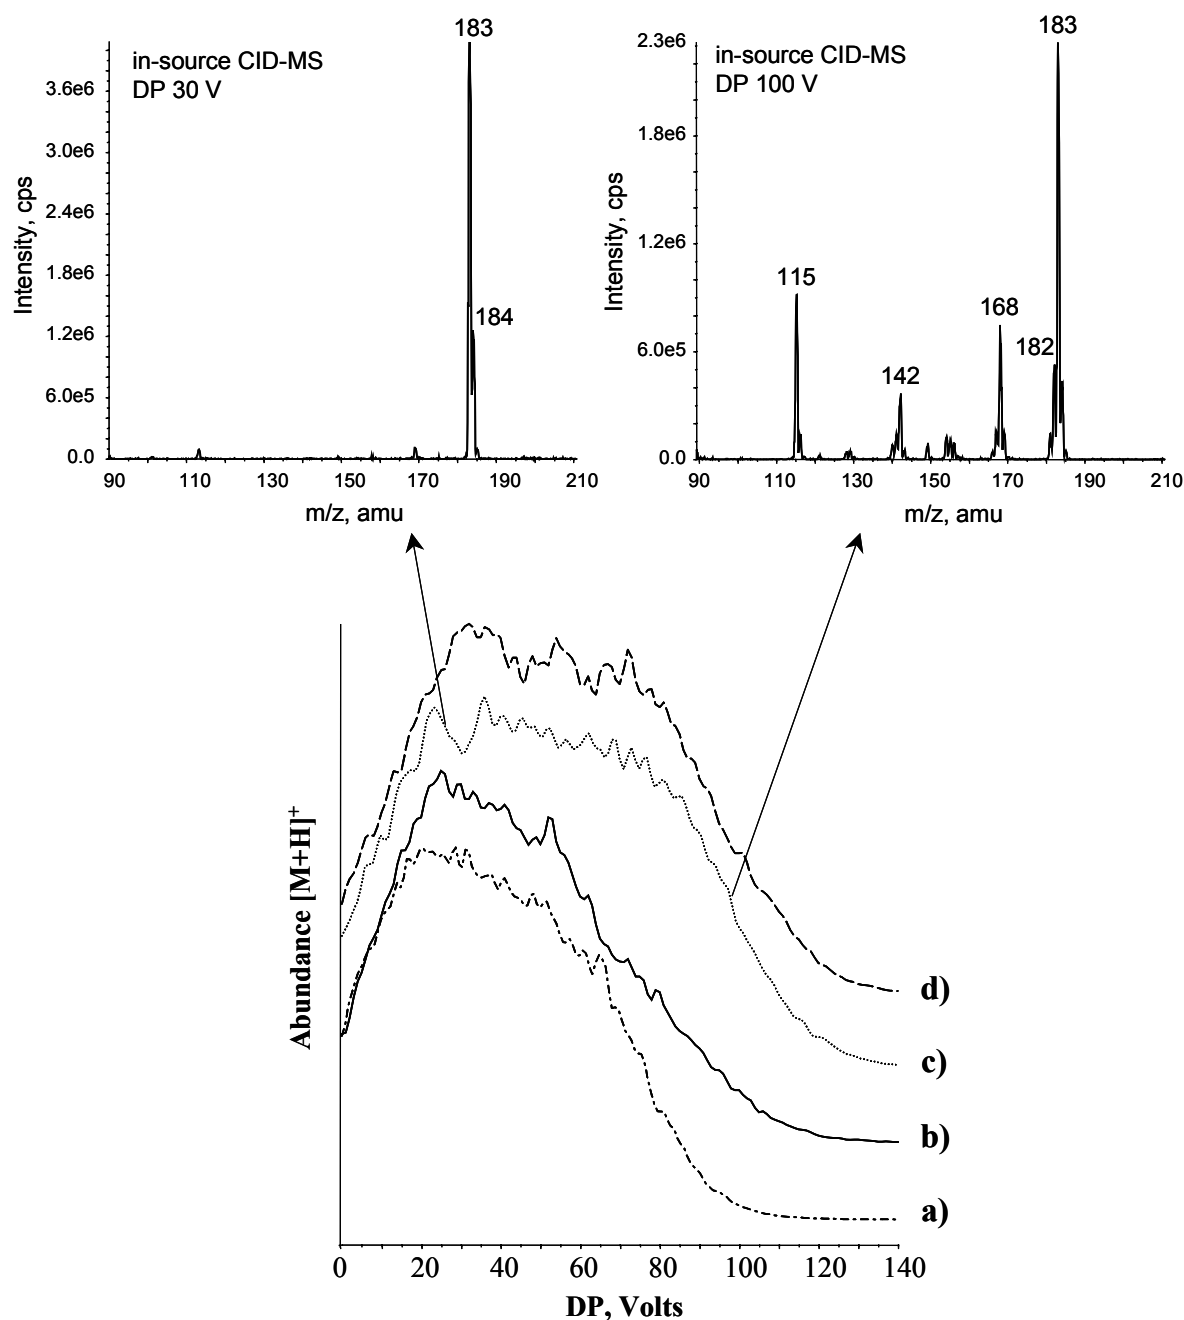 in-source CID-MS
DP 30 V
183
184
Intensity, cps
3.6e6
3.0e6
2.4e6
1.8e6
1.2e6
6.0e5
0.0
90 110 130 150 170 190 210
m/z, amu
in-source CID-MS
DP 100 V
183
115
168
182
142
Intensity, cps
2.3e6
1.8e6
1.2e6
6.0e5
0.0
90 110 130 150 170 190 210
m/z, amu
Abundance [M+H]+
d)
c)
b)
a)
0 20 40 60 80 100 120 140
DP, Volts